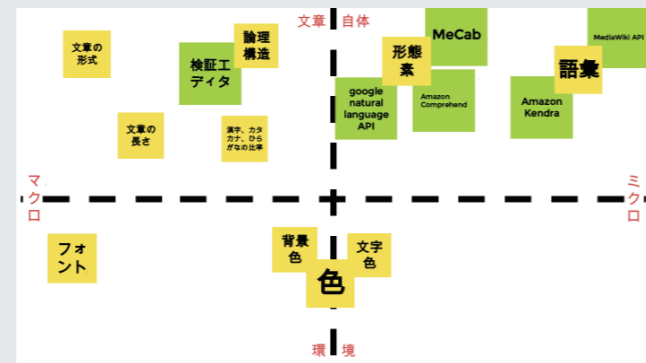 文章 自体
文章の
形式
論理
構造
検証エ
ディタ
文章の
長さ
漢字、カタ
カナ、ひら
がなの比率
形態
素
MeCab
google
natural
language
API
Amazon
Comprehend
MediaWiki API
語彙
Amazon
Kendra
マ
ク
ロ
ミ
ク
ロ
フォ
ント
背景
色
文字
色
色
環 境